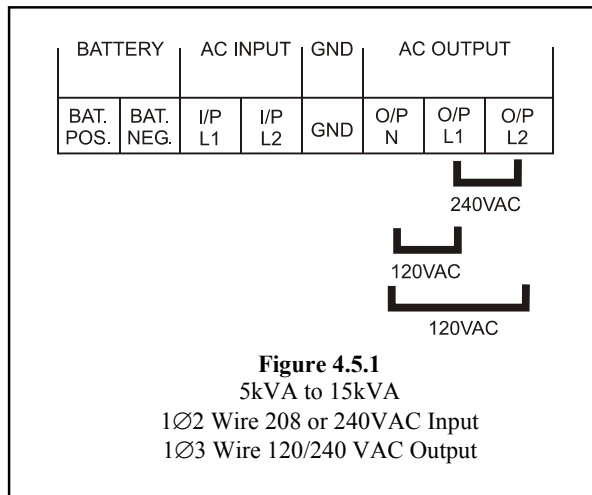 BATTERY AC INPUT GND AC OUTPUT
BAT. POS. BAT. NEG. I/P L1 I/P L2 GND O/P N O/P L1 O/P L2
240VAC
120VAC
120VAC
Figure 4.5.1
5kVA to 15kVA
1∅2 Wire 208 or 240VAC Input
1∅3 Wire 120/240 VAC Output